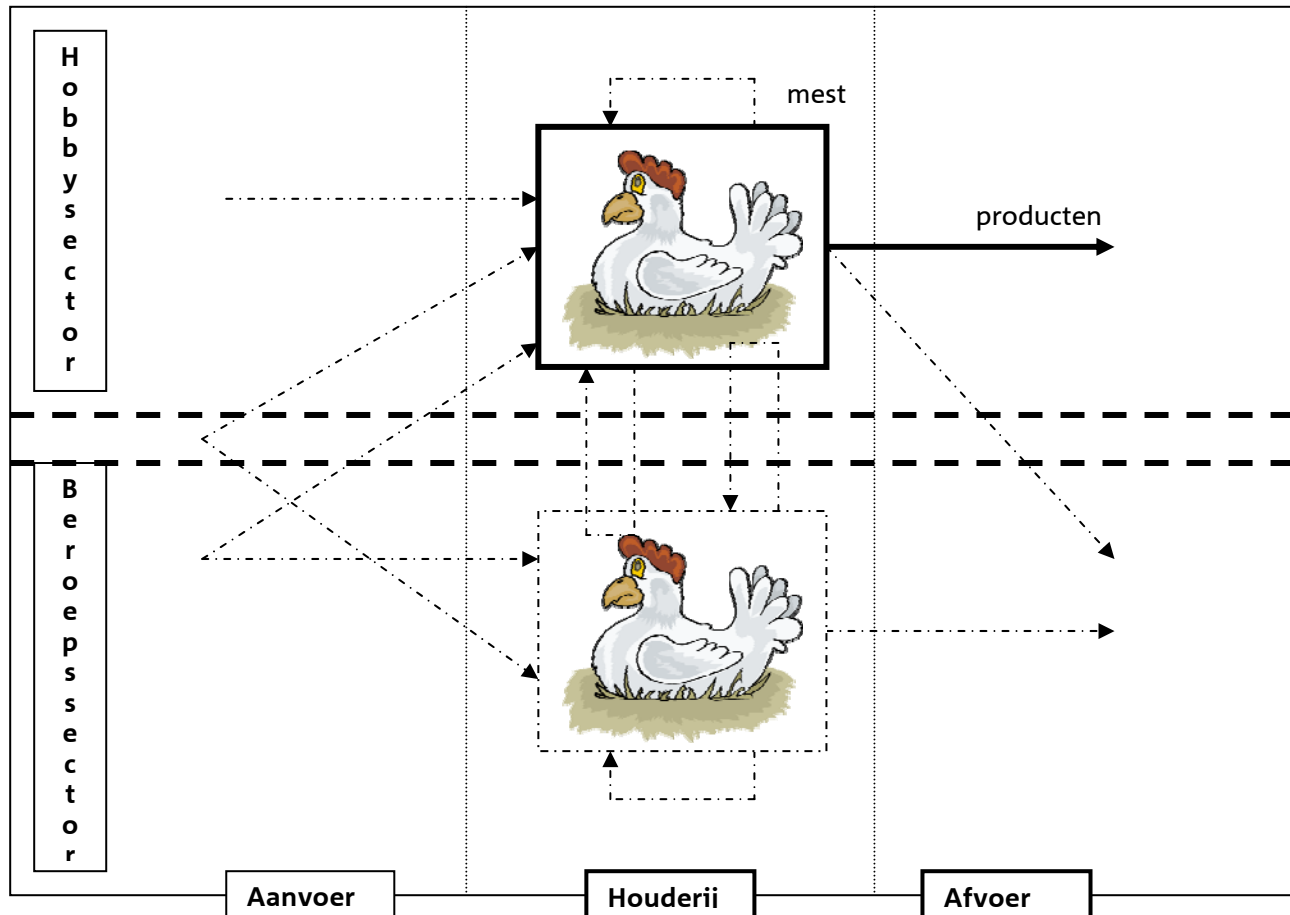 Hobbysector
mest
producten
Beroepssector
Aanvoer
Houderij
Afvoer